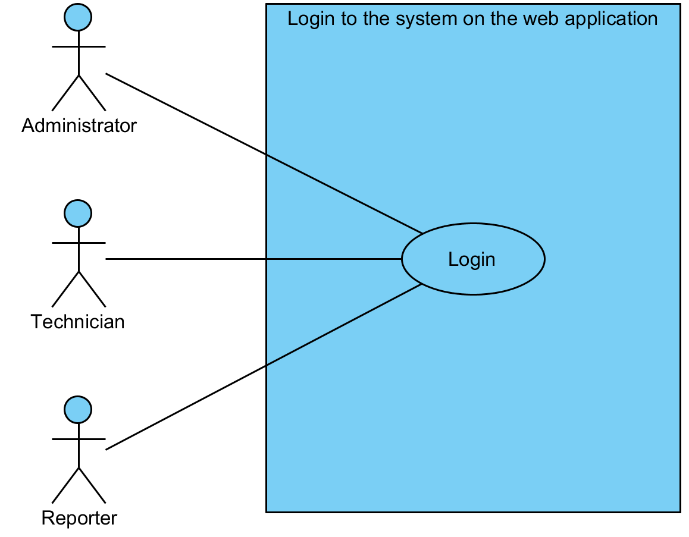 Login to the system on the web application
Administrator
Login
Technician
Reporter